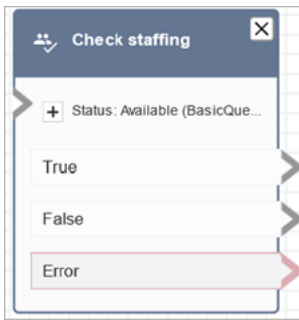 Check staffing
Status: Available (BasicQue...
True
False
Error